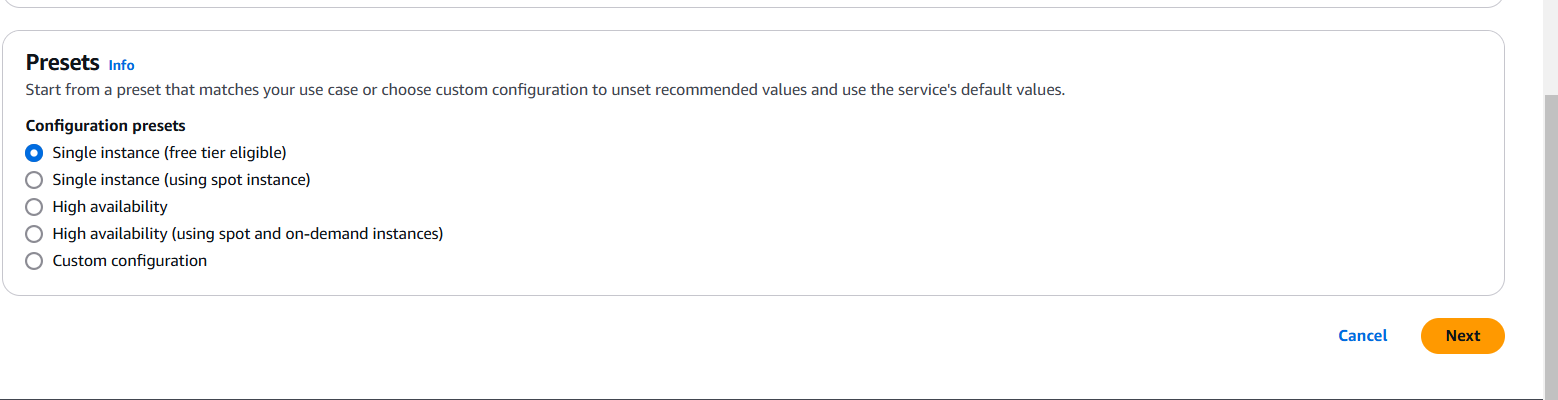 Presets Info
Start from a preset that matches your use case or choose custom configuration to unset recommended values and use the service's default values.
Configuration presets
Single instance (free tier eligible)
Single instance (using spot instance)
High availability
High availability (using spot and on-demand instances)
Custom configuration
Cancel Next